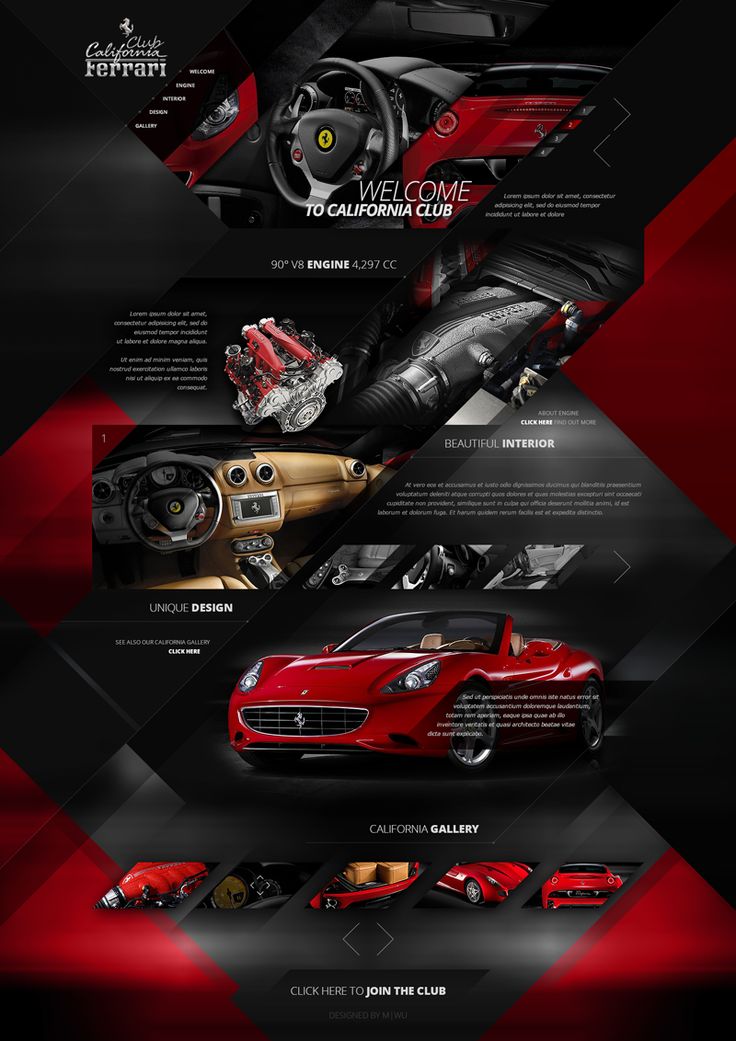 Club
California
Ferrari
WELCOME
ENGINE
INTERIOR
DESIGN
GALLERY
1
2
3
4
WELCOME
TO CALIFORNIA CLUB
Lorem ipsum dolor sit amet, consectetur
adipisicing elit, sed do eiusmod tempor
incididunt ut labore et dolore
90° V8 ENGINE 4,297 CC
Lorem ipsum dolor sit amet,
consectetur adipisicing elit, sed do
eiusmod tempor incididunt
ut labore et dolore magna aliqua.
Ut enim ad minim veniam, quis
nostrud exercitation ullamco laboris
nisi ut aliquip ex ea commodo
consequat.
ABOUT ENGINE
CLICK HERE FIND OUT MORE
1
BEAUTIFUL INTERIOR
At vero eos et accusamus et iusto odio dignissimos ducimus qui blanditiis praesentium
voluptatum deleniti atque corrupti quos dolores et quas molestias excepturi sint occaecati
cupiditate non provident, similique sunt in culpa qui officia deserunt mollitia animi, id est
laborum et dolorum fuga. Et harum quidem rerum facilis est et expedita distinctio.
UNIQUE DESIGN
SEE ALSO OUR CALIFORNIA GALLERY
CLICK HERE
Sed ut perspiciatis unde omnis iste natus error sit
voluptatem accusantium doloremque laudantium,
totam rem aperiam, eaque ipsa quae ab illo
inventore veritatis et quasi architecto beatae vitae
dicta sunt explicabo.
CALIFORNIA GALLERY
CLICK HERE TO JOIN THE CLUB
DESIGNED BY M|WU